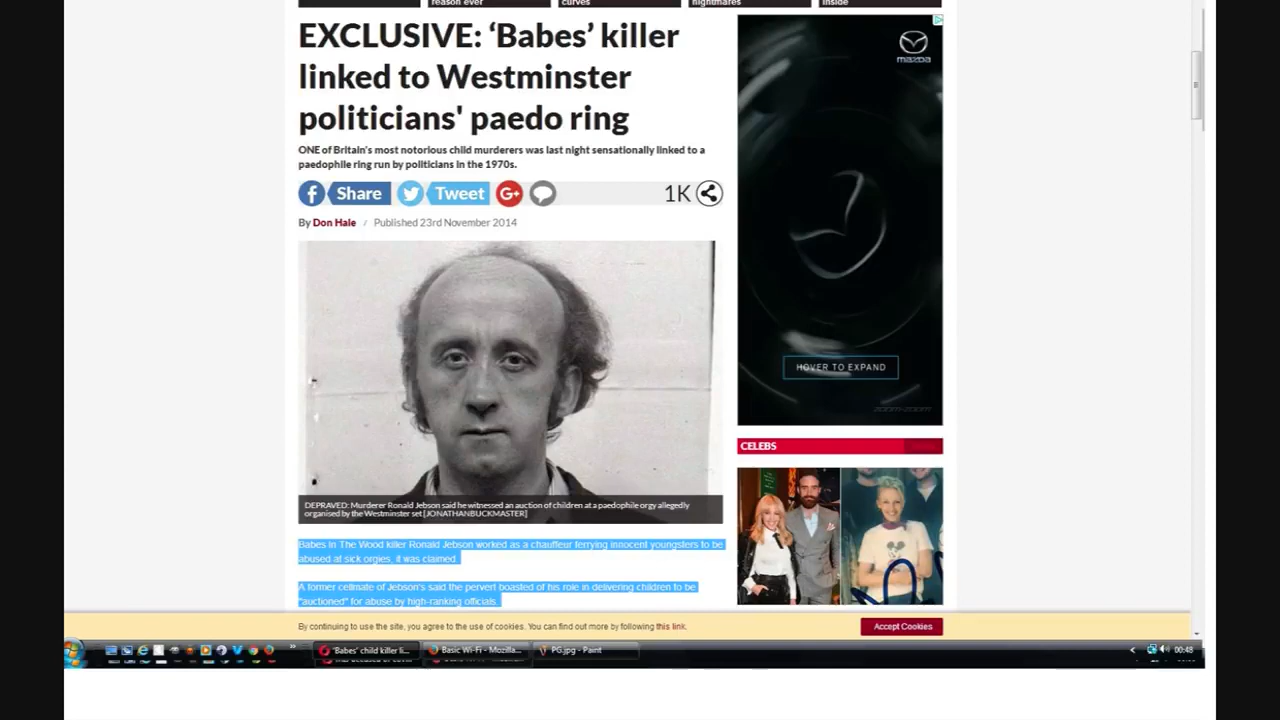 reason ever
curves
nightmares
inside
EXCLUSIVE: ‘Babes’ killer
linked to Westminster
politicians' paedo ring
ONE of Britain's most notorious child murderers was last night sensationally linked to a
paedophile ring run by politicians in the 1970s.
Share
Tweet
G+
1K
By Don Hale / Published 23rd November 2014
DEPRAVED: Murderer Ronald Jebson said he witnessed an auction of children at a paedophile orgy allegedly
organised by the Westminster set [JONATHANBUCKMASTER]
Babes in The Wood killer Ronald Jebson worked as a chauffeur ferrying innocent youngsters to be
abused at sick orgies, it was claimed.
A former cellmate of Jebson's said the pervert boasted of his role in delivering children to be
"auctioned" for abuse by high-ranking officials.
mazda
HOVER TO EXPAND
ZOOM-ZOOM
CELEBS
By continuing to use the site, you agree to the use of cookies. You can find out more by following this link.
Accept Cookies
'Babes' child killer li...
Basic Wi-Fi - Mozilla...
PG.jpg - Paint
00:48